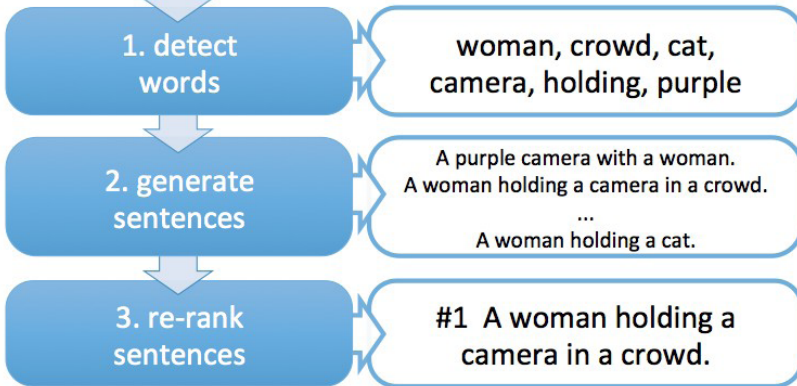 1. detect
words
woman, crowd, cat,
camera, holding, purple
2. generate
sentences
A purple camera with a woman.
A woman holding a camera in a crowd.
...
A woman holding a cat.
3. re-rank
sentences
#1 A woman holding a
camera in a crowd.